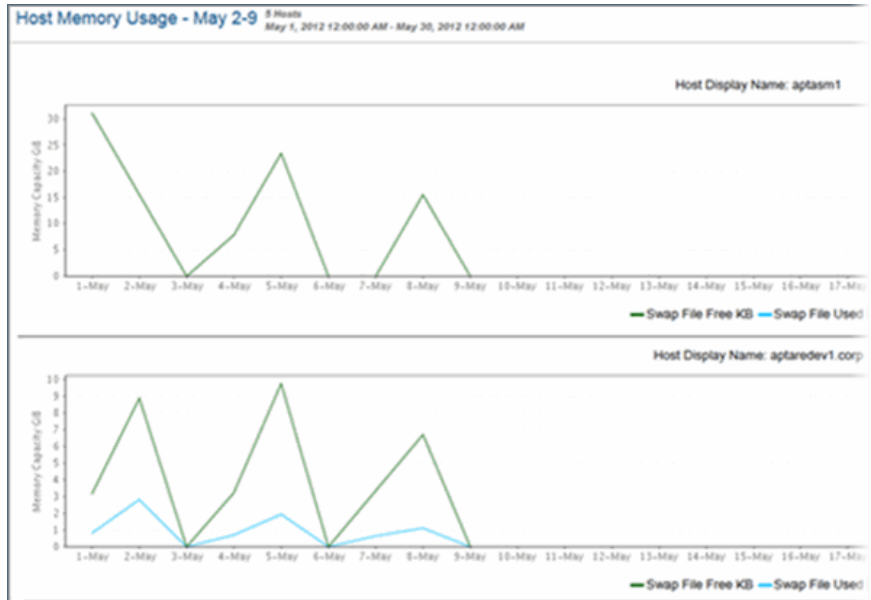 Host Memory Usage - May 2-9 5 Hosts
May 1, 2012 12:00:00 AM - May 30, 2012 12:00:00 AM
Host Display Name: aptasm1
Memory Capacity GB
30
25
20
15
10
5
0
1-May 2-May 3-May 4-May 5-May 6-May 7-May 8-May 9-May 10-May 11-May 12-May 13-May 14-May 15-May 16-May 17-May
Swap File Free KB Swap File Used
Host Display Name: aptaredev1.corp
Memory Capacity GB
10
9
8
7
6
5
4
3
2
1
0
1-May 2-May 3-May 4-May 5-May 6-May 7-May 8-May 9-May 10-May 11-May 12-May 13-May 14-May 15-May 16-May 17-May
Swap File Free KB Swap File Used